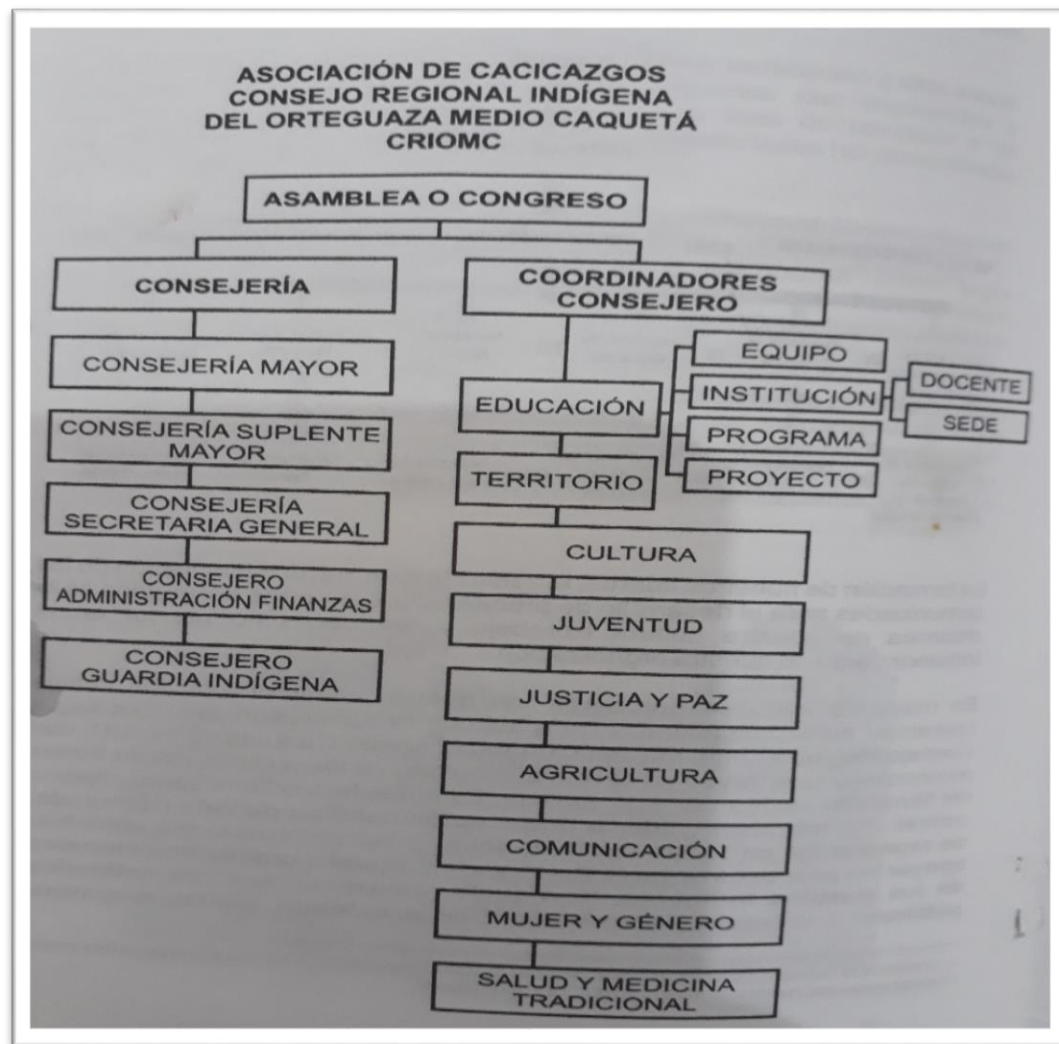 ASOCIACIÓN DE CACICAZGOS
CONSEJO REGIONAL INDÍGENA
DEL ORTEGUAZA MEDIO CAQUETÁ
CRIOMC
ASAMBLEA O CONGRESO
CONSEJERÍA
CONSEJERÍA MAYOR
CONSEJERÍA SUPLENTE
MAYOR
CONSEJERÍA
SECRETARIA GENERAL
CONSEJERO
ADMINISTRACIÓN FINANZAS
CONSEJERO
GUARDIA INDÍGENA
COORDINADORES
CONSEJERO
EDUCACIÓN
EQUIPO
INSTITUCIÓN
DOCENTE
SEDE
PROGRAMA
PROYECTO
TERRITORIO
CULTURA
JUVENTUD
JUSTICIA Y PAZ
AGRICULTURA
COMUNICACIÓN
MUJER Y GÉNERO
SALUD Y MEDICINA
TRADICIONAL